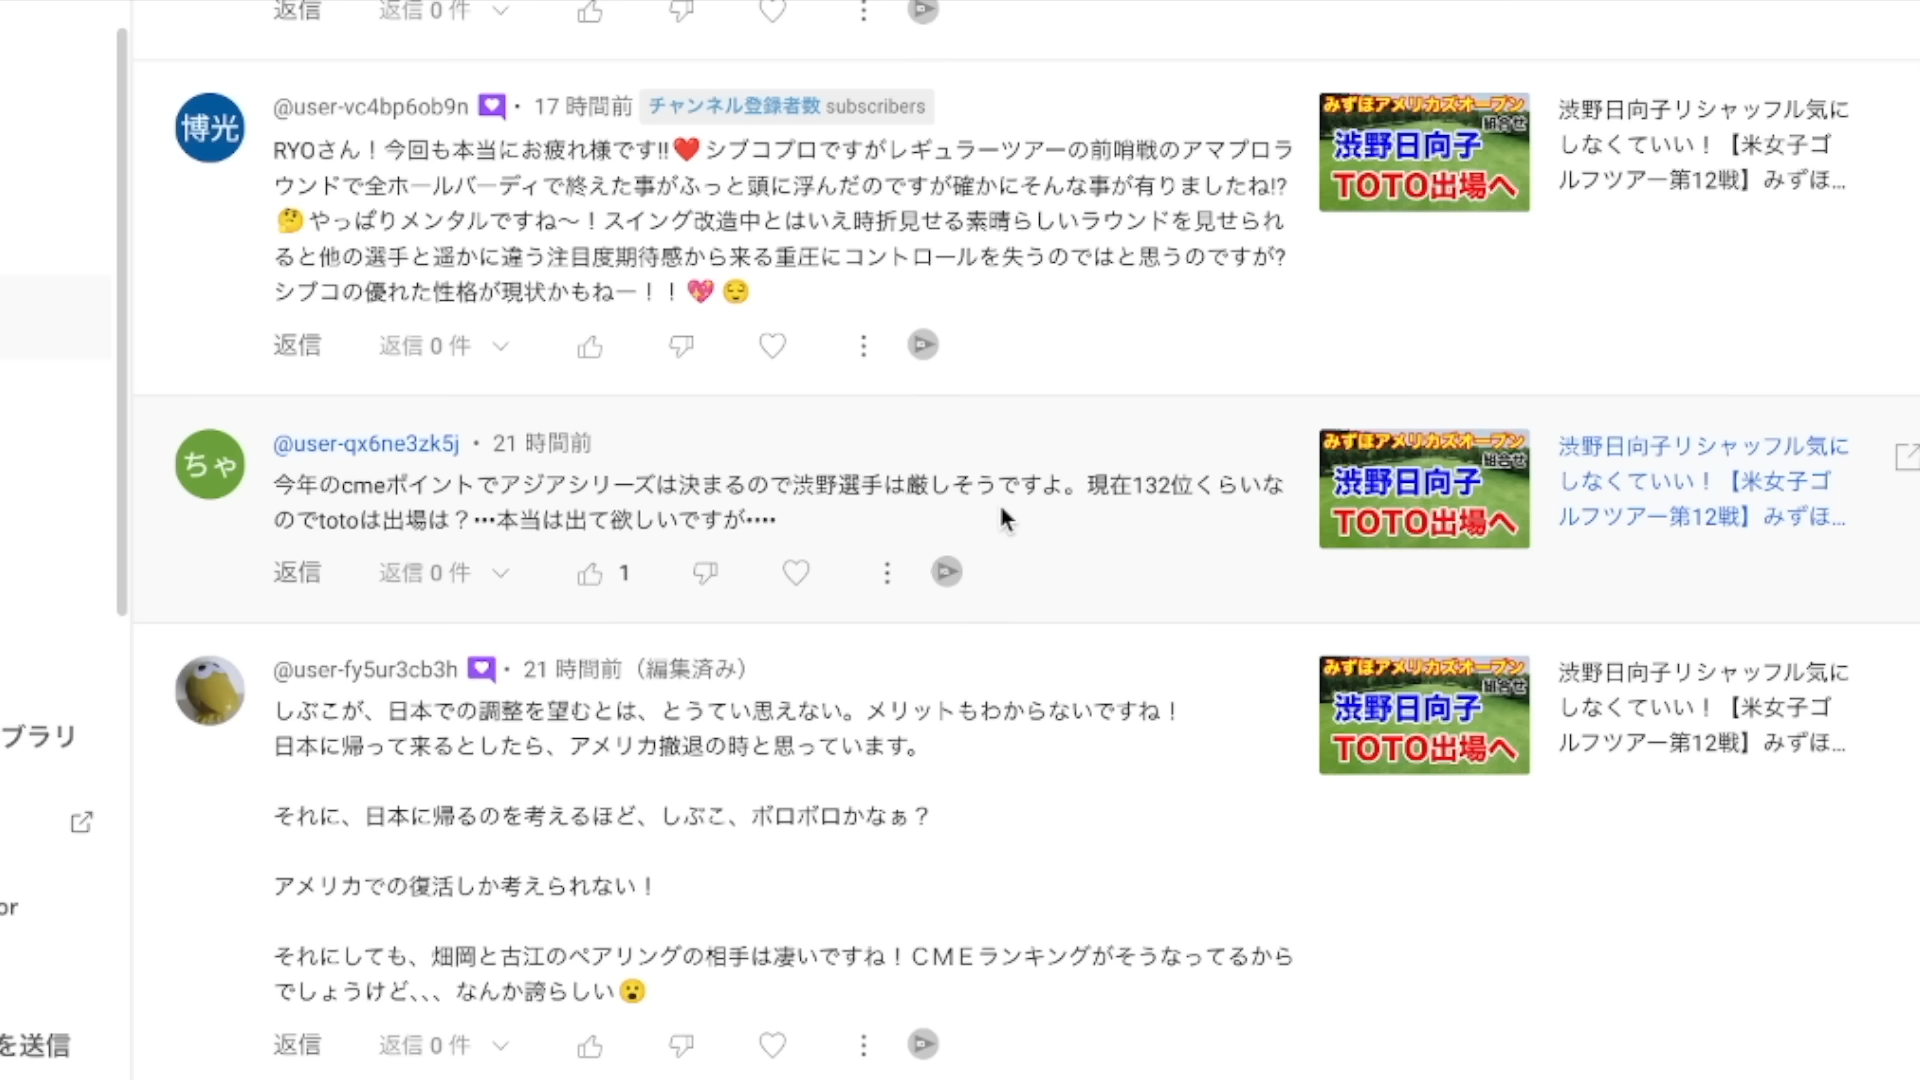 返信 返信 0 件
@user-vc4bp6ob9n ・ 17 時間前 チャンネル登録者数 subscribers
博光
RYOさん！今回も本当にお疲れ様です‼❤️シブコプロですがレギュラーツアーの前哨戦のアマプロラ
ウンドで全ホールバーディで終えた事がふっと頭に浮んだのですが確かにそんな事が有りましたね⁉
🤔やっぱりメンタルですね〜！スイング改造中とはいえ時折見せる素晴らしいラウンドを見せられ
ると他の選手と遥かに違う注目度期待感から来る重圧にコントロールを失うのではと思うのですが?
シブコの優れた性格が現状かもねー！！💖😌
返信 返信 0 件
みずほアメリカズオープン
組合せ
渋野日向子
TOTO出場へ
渋野日向子リシャッフル気に
しなくていい！【米女子ゴ
ルフツアー第12戦】みずほ...
@user-qx6ne3zk5j ・ 21 時間前
ちゃ
今年のcmeポイントでアジアシリーズは決まるので渋野選手は厳しそうですよ。現在132位くらいな
のでtotoは出場は？•••本当は出て欲しいですが••••
返信 返信 0 件 1
みずほアメリカズオープン
組合せ
渋野日向子
TOTO出場へ
渋野日向子リシャッフル気に
しなくていい！【米女子ゴ
ルフツアー第12戦】みずほ...
@user-fy5ur3cb3h ・ 21 時間前（編集済み）
しぶこが、日本での調整を望むとは、とうてい思えない。メリットもわからないですね！
日本に帰って来るとしたら、アメリカ撤退の時と思っています。
それに、日本に帰るのを考えるほど、しぶこ、ボロボロかなぁ？
アメリカでの復活しか考えられない！
それにしても、畑岡と古江のペアリングの相手は凄いですね！ＣＭＥランキングがそうなってるから
でしょうけど､､､ なんか誇らしい😮
返信 返信 0 件
みずほアメリカズオープン
組合せ
渋野日向子
TOTO出場へ
渋野日向子リシャッフル気に
しなくていい！【米女子ゴ
ルフツアー第12戦】みずほ...
ブラリ
or
を送信